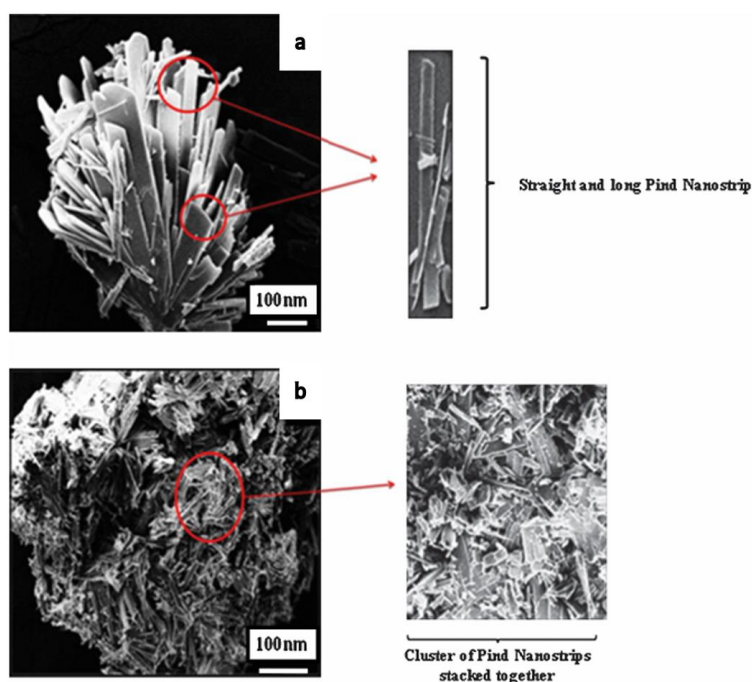 a
Straight and long Pind Nanostrip
100nm
b
100nm
Cluster of Pind Nanostrips
stacked together